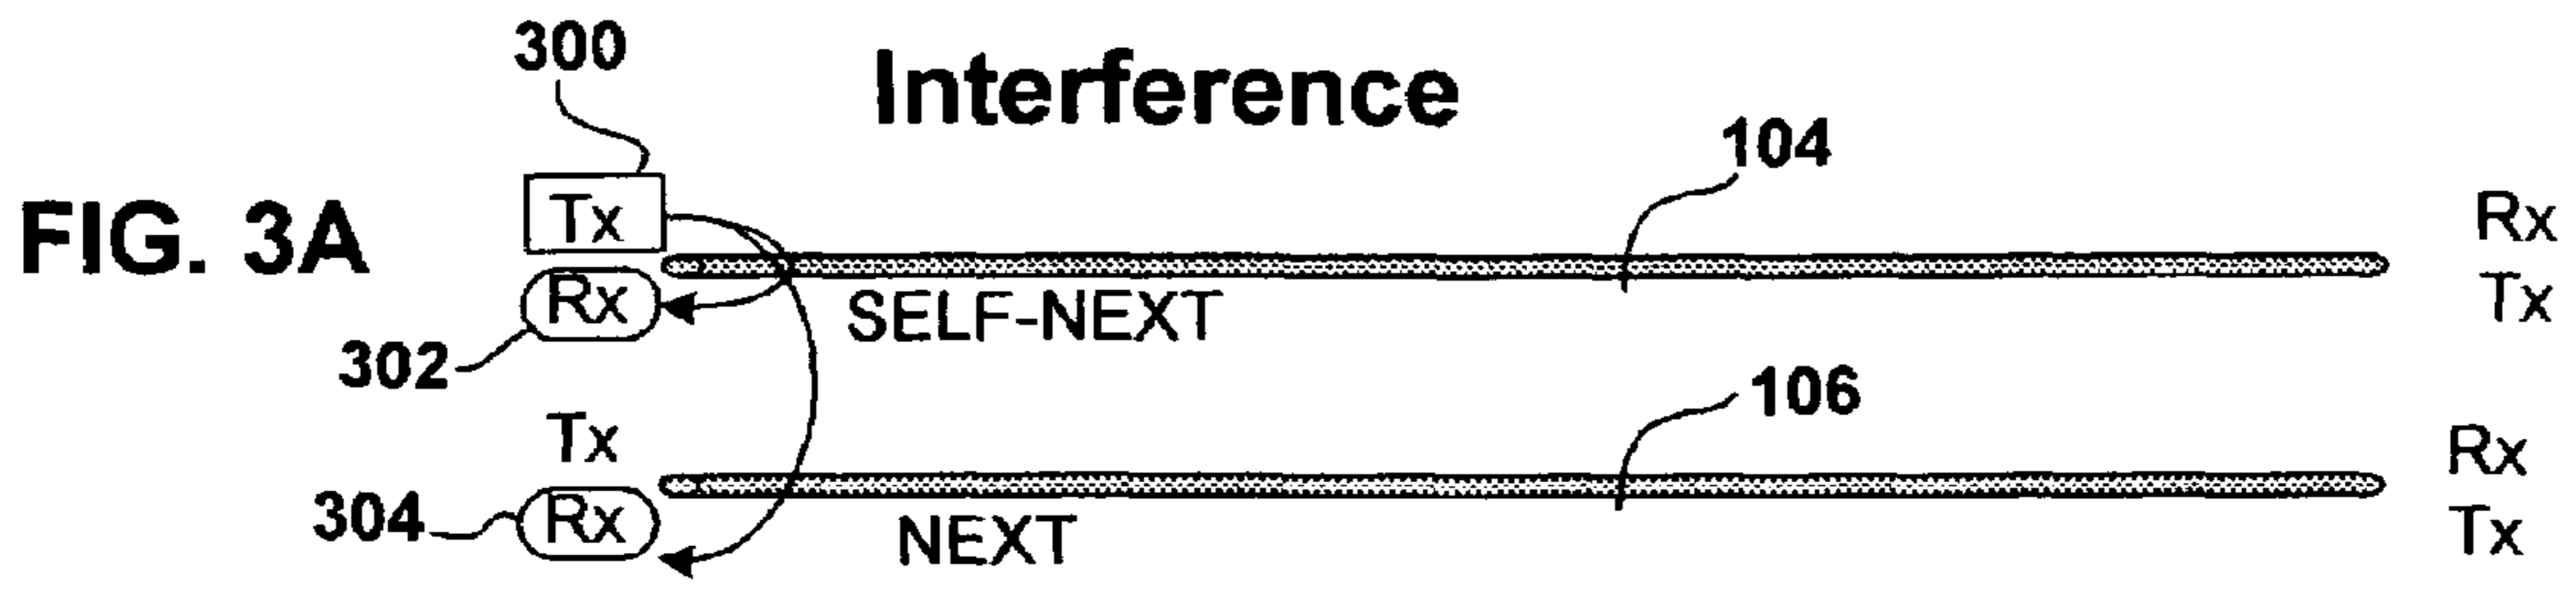 300
Interference
104
FIG. 3A
Tx
Rx
Rx
SELF-NEXT
Tx
302
106
Tx
Rx
304
Rx
NEXT
Tx